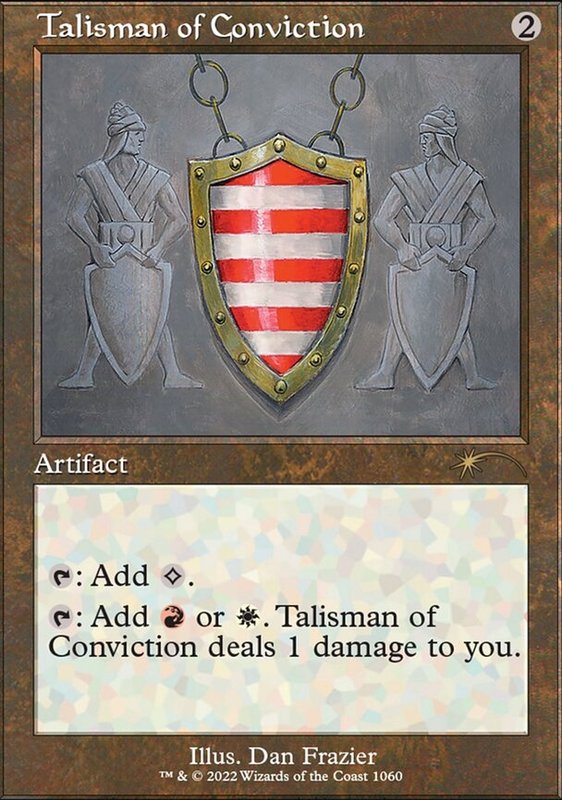 Talisman of Conviction 2
Artifact
: Add .
: Add or . Talisman of
Conviction deals 1 damage to you.
Illus. Dan Frazier
™ & © 2022 Wizards of the Coast 1060